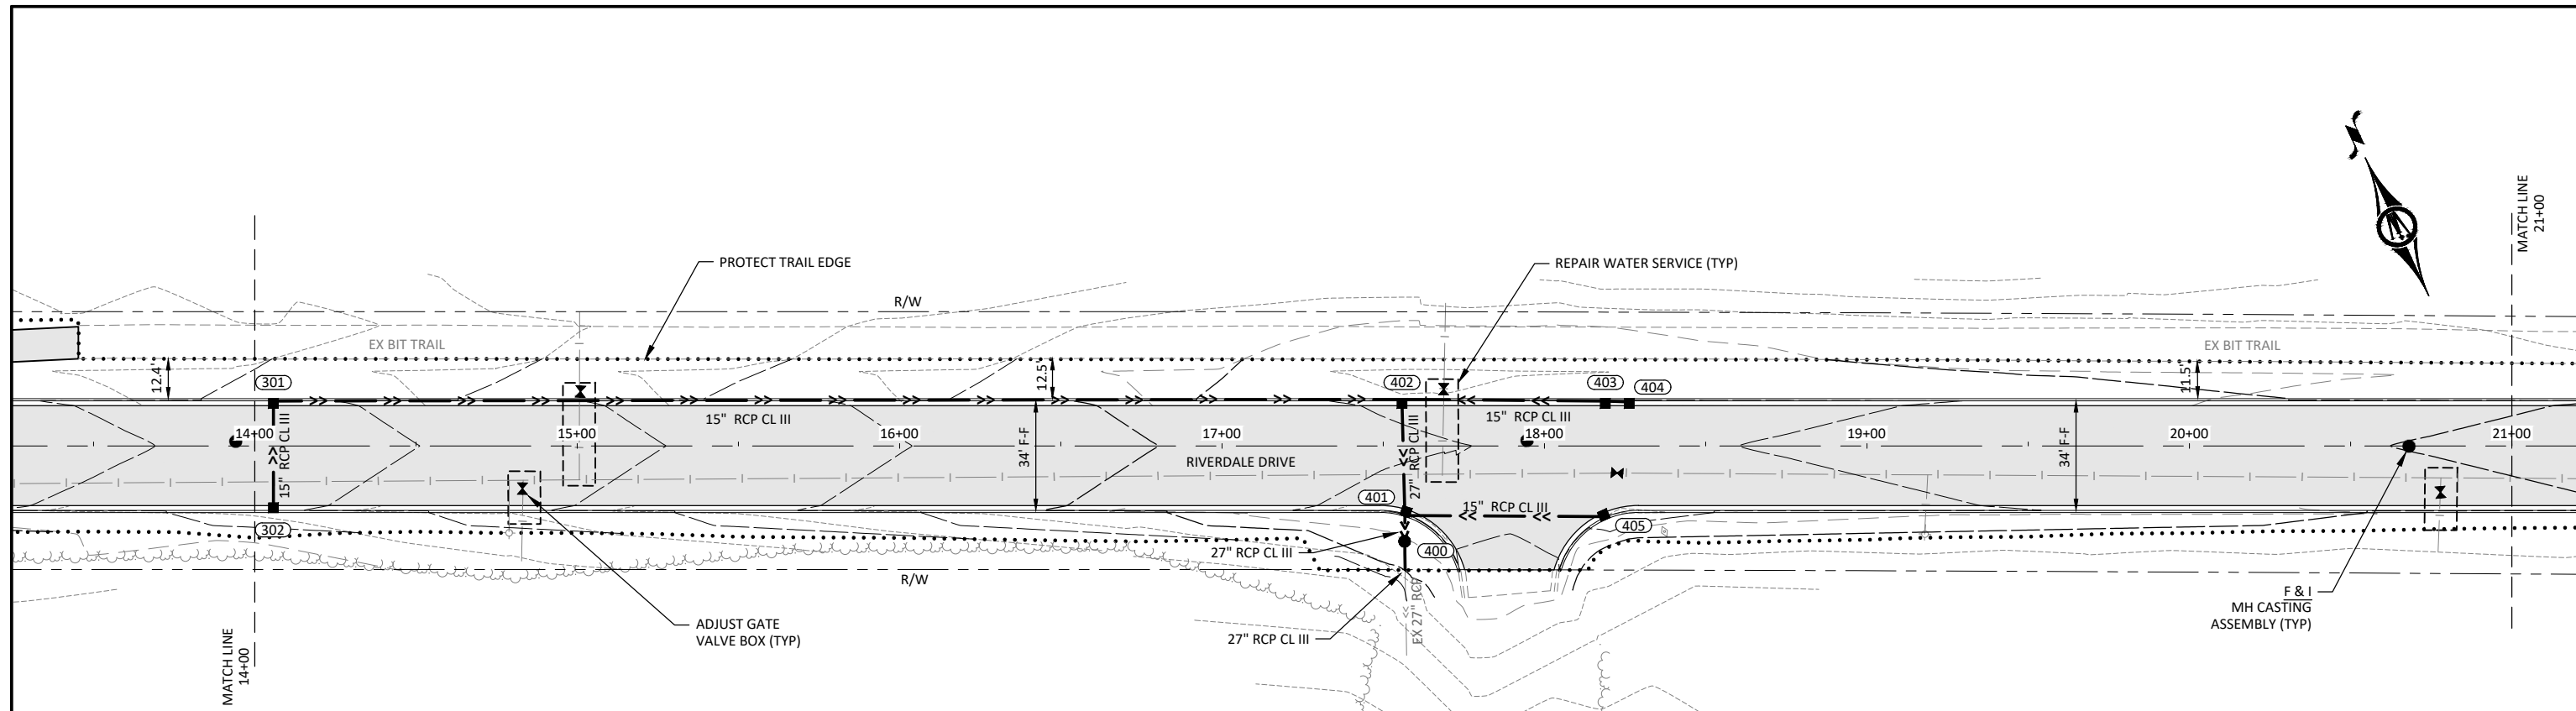 MATCH LINE
21+00
PROTECT TRAIL EDGE
REPAIR WATER SERVICE (TYP)
R/W
EX BIT TRAIL
EX BIT TRAIL
12.4'
301
12.5'
402
403
404
11.5'
15" RCP CL III
15" RCP CL III
14+00
15+00
16+00
17+00
18+00
19+00
20+00
21+00
15" RCP CL III
34' F-F
RIVERDALE DRIVE
27" RCP CL III
34' F-F
401
15" RCP CL III
405
302
27" RCP CL III
400
R/W
EX 27" RCP
F & I
MH CASTING
ASSEMBLY (TYP)
ADJUST GATE
VALVE BOX (TYP)
27" RCP CL III
MATCH LINE
14+00